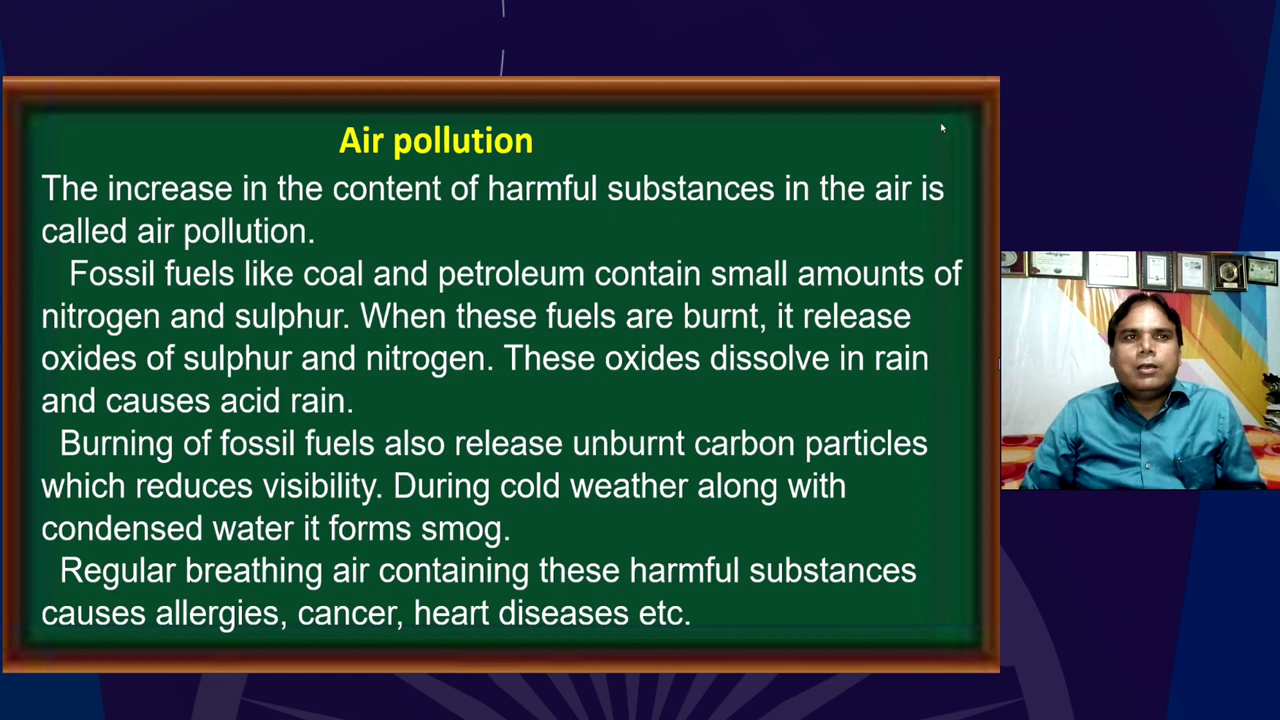 Air pollution
The increase in the content of harmful substances in the air is
called air pollution.
Fossil fuels like coal and petroleum contain small amounts of
nitrogen and sulphur. When these fuels are burnt, it release
oxides of sulphur and nitrogen. These oxides dissolve in rain
and causes acid rain.
Burning of fossil fuels also release unburnt carbon particles
which reduces visibility. During cold weather along with
condensed water it forms smog.
Regular breathing air containing these harmful substances
causes allergies, cancer, heart diseases etc.